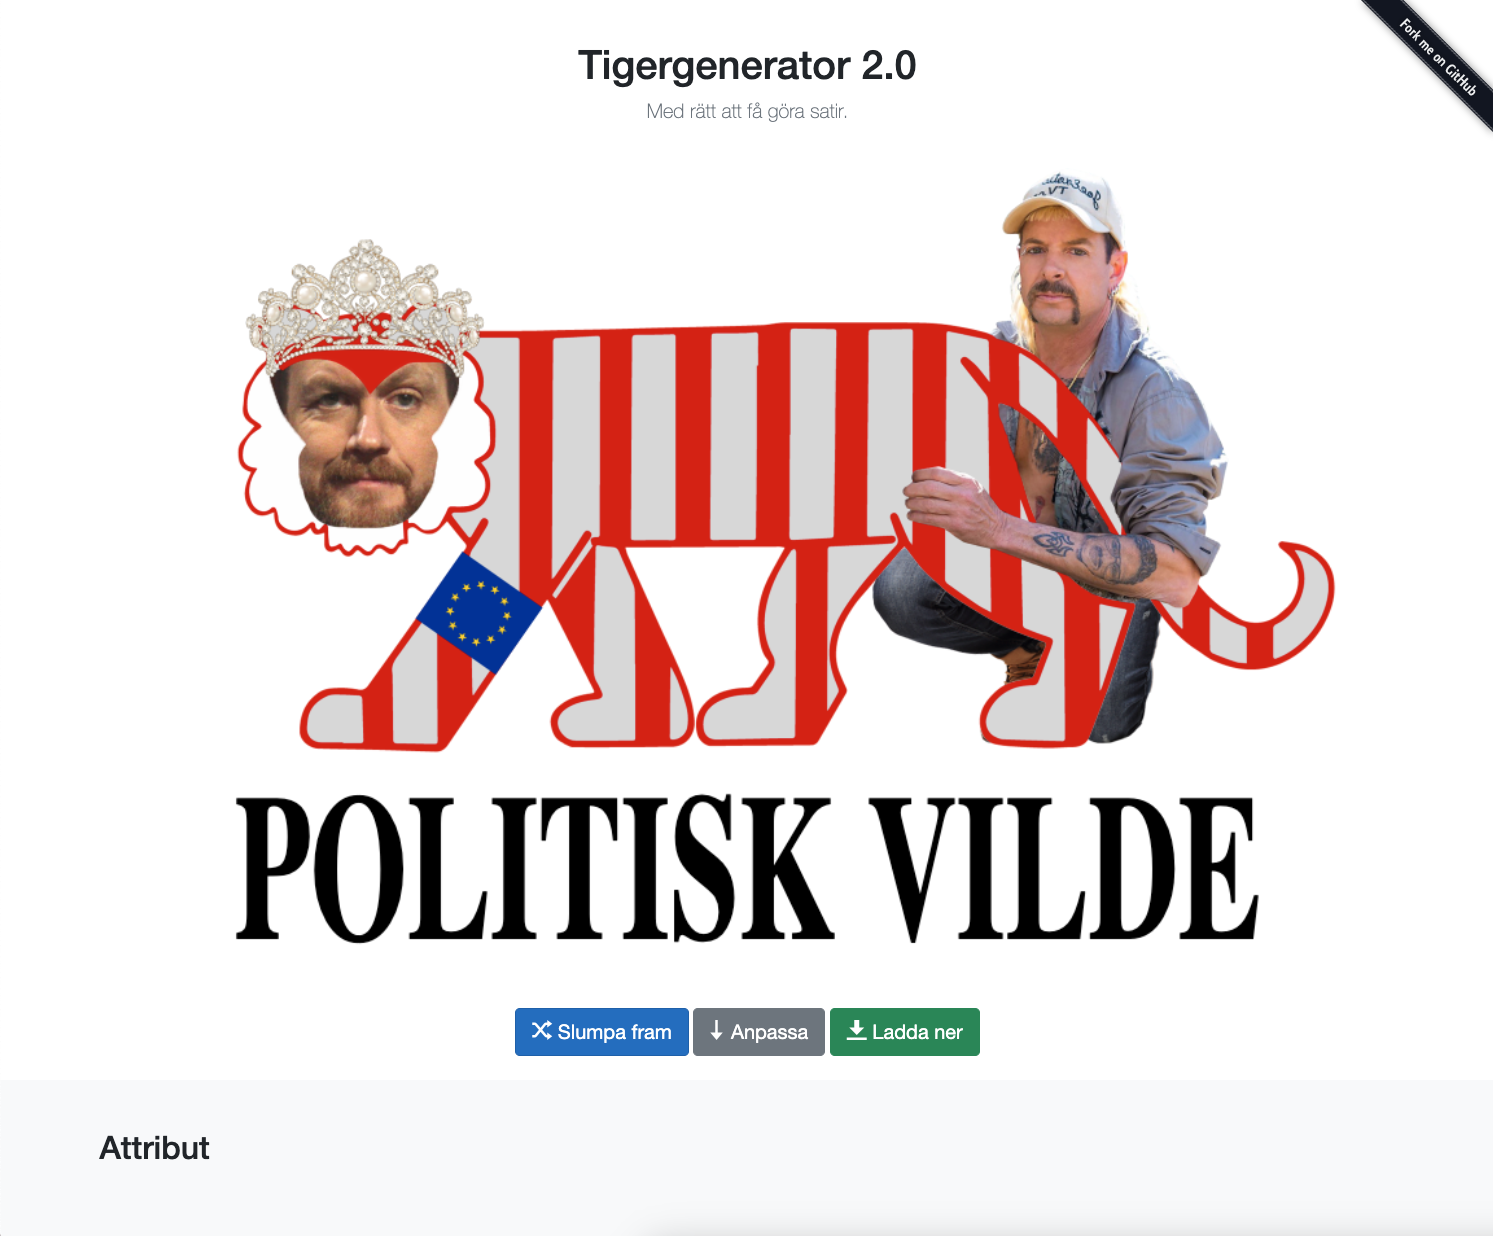 Fork me on GitHub
Tigergenerator 2.0
Med rätt att få göra satir.
POLITISK VILDE
Slumpa fram
Anpassa
Ladda ner
Attribut